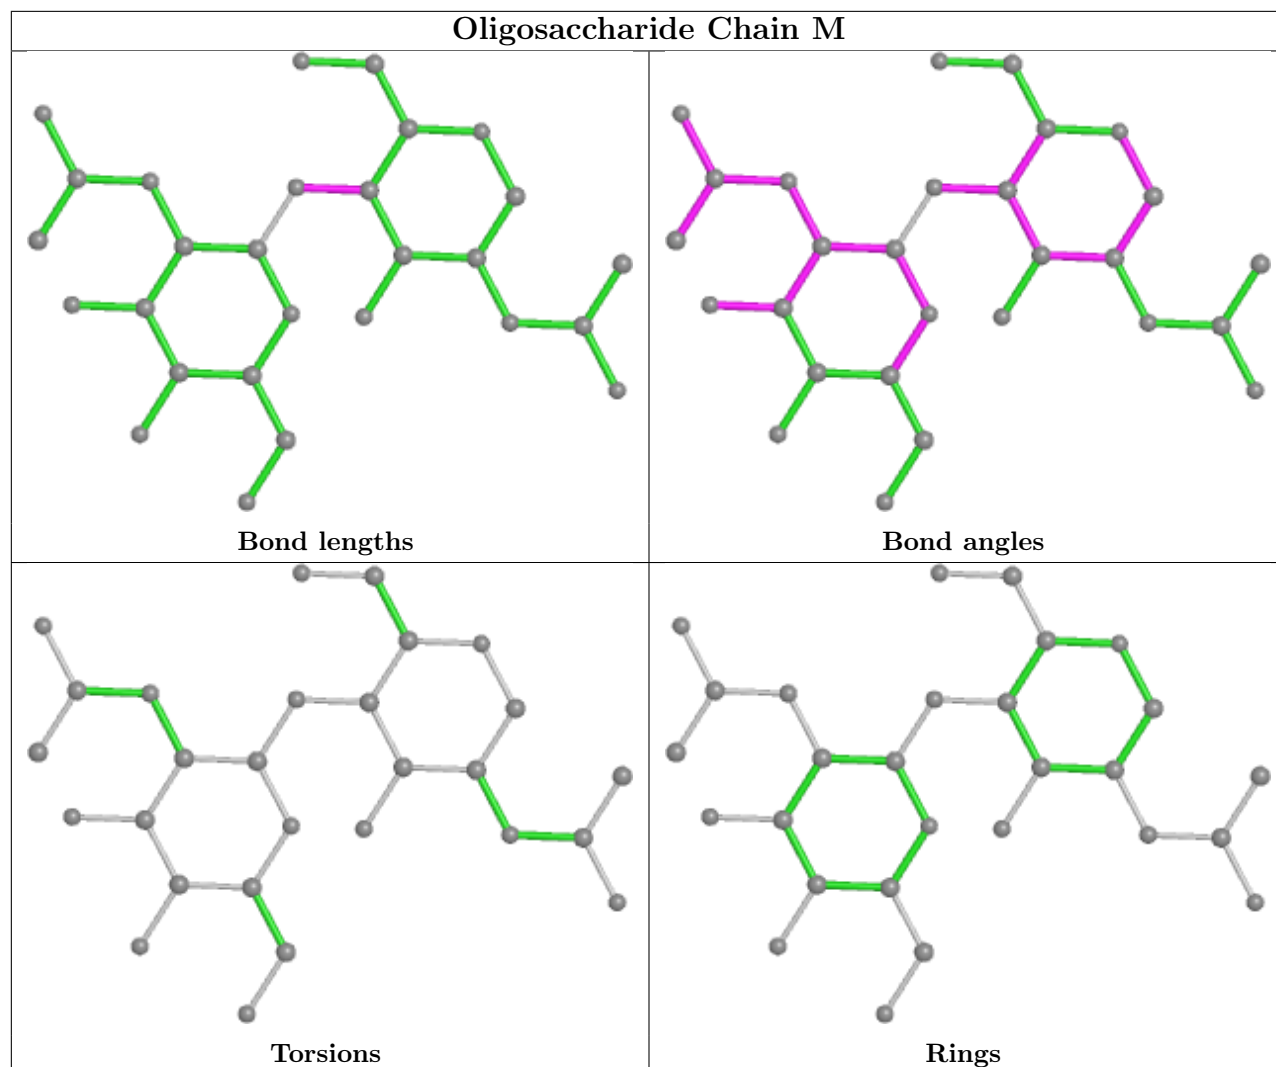 Oligosaccharide Chain M
Bond lengths
Bond angles
Torsions
Rings